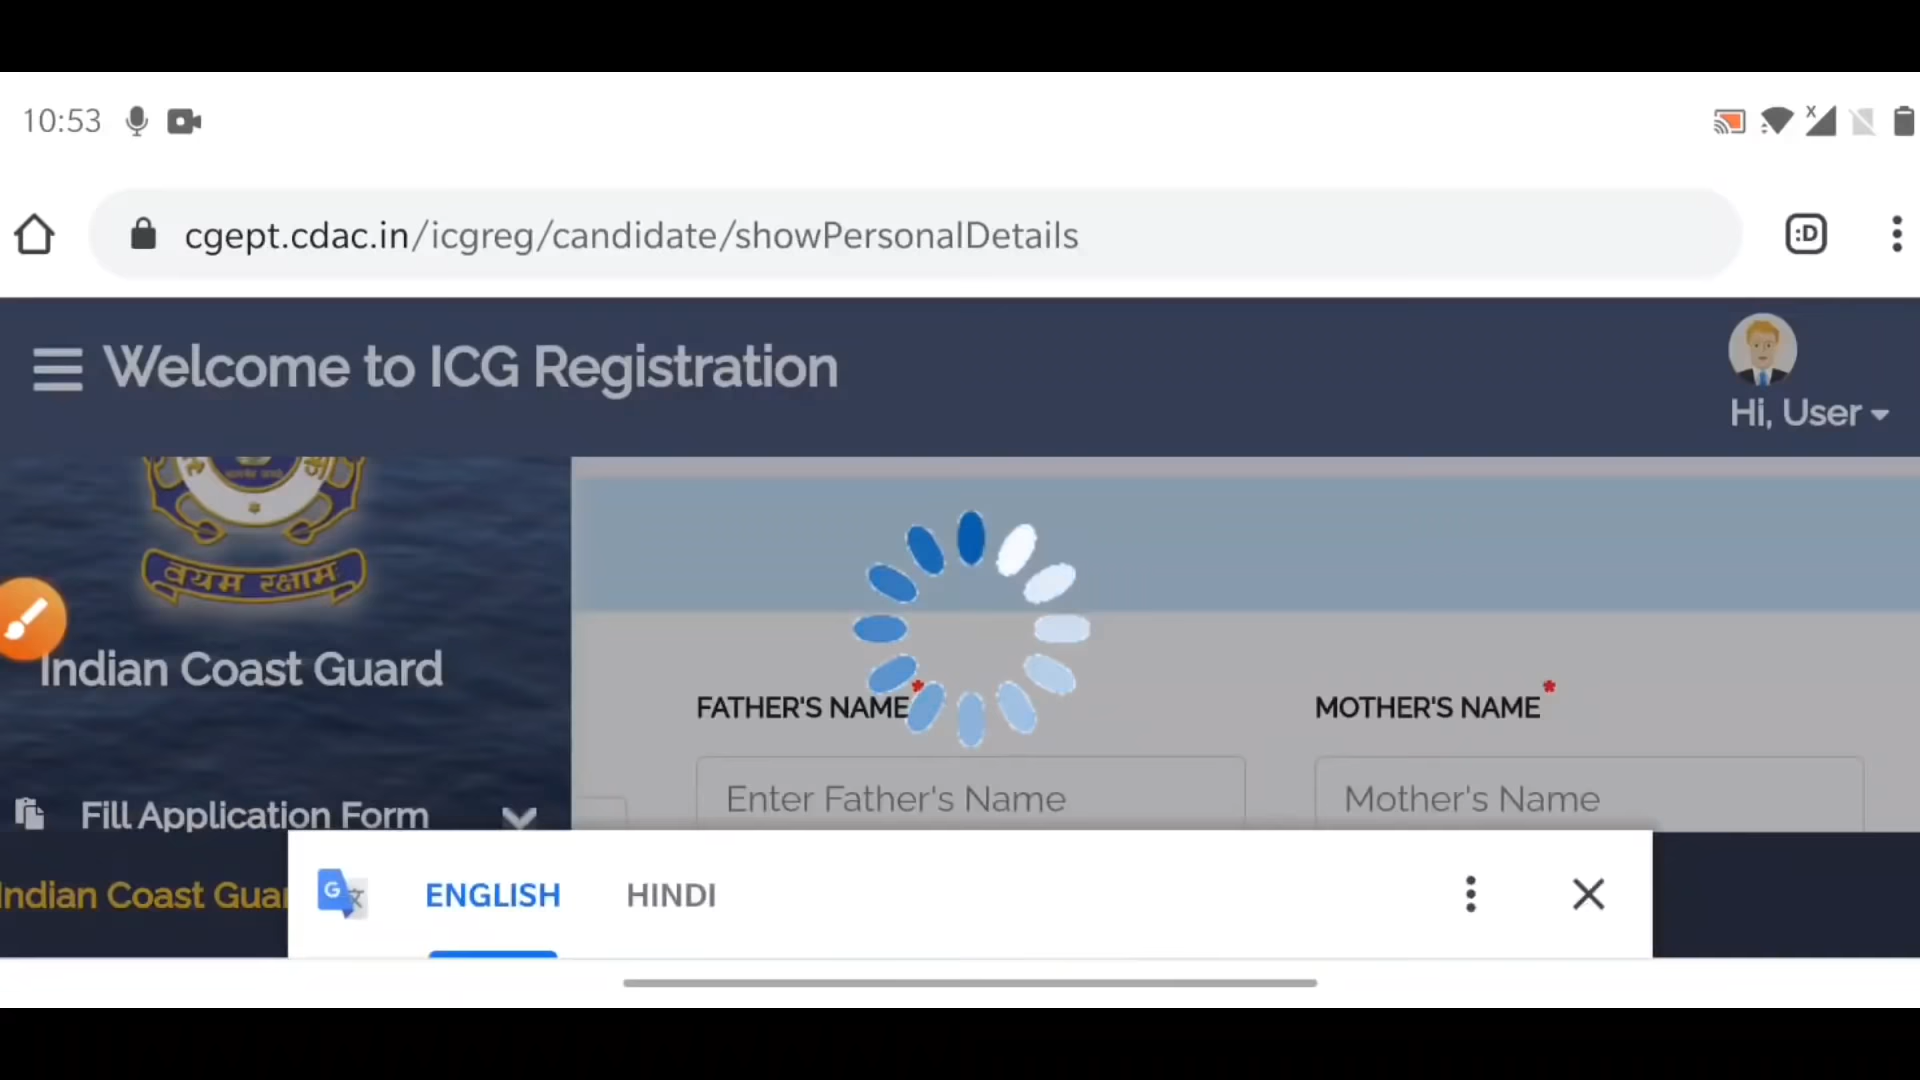 10:53
cgept.cdac.in/icgreg/candidate/showPersonalDetails
:D
Welcome to ICG Registration
Hi, User
वयम रक्षाम
Indian Coast Guard
FATHER'S NAME*
MOTHER'S NAME*
Enter Father's Name
Mother's Name
Fill Application Form
Indian Coast Gua
ENGLISH
HINDI